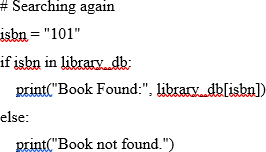 # Searching again
isbn = "101"
if isbn in library_db:
    print("Book Found:", library_db[isbn])
else:
    print("Book not found.")